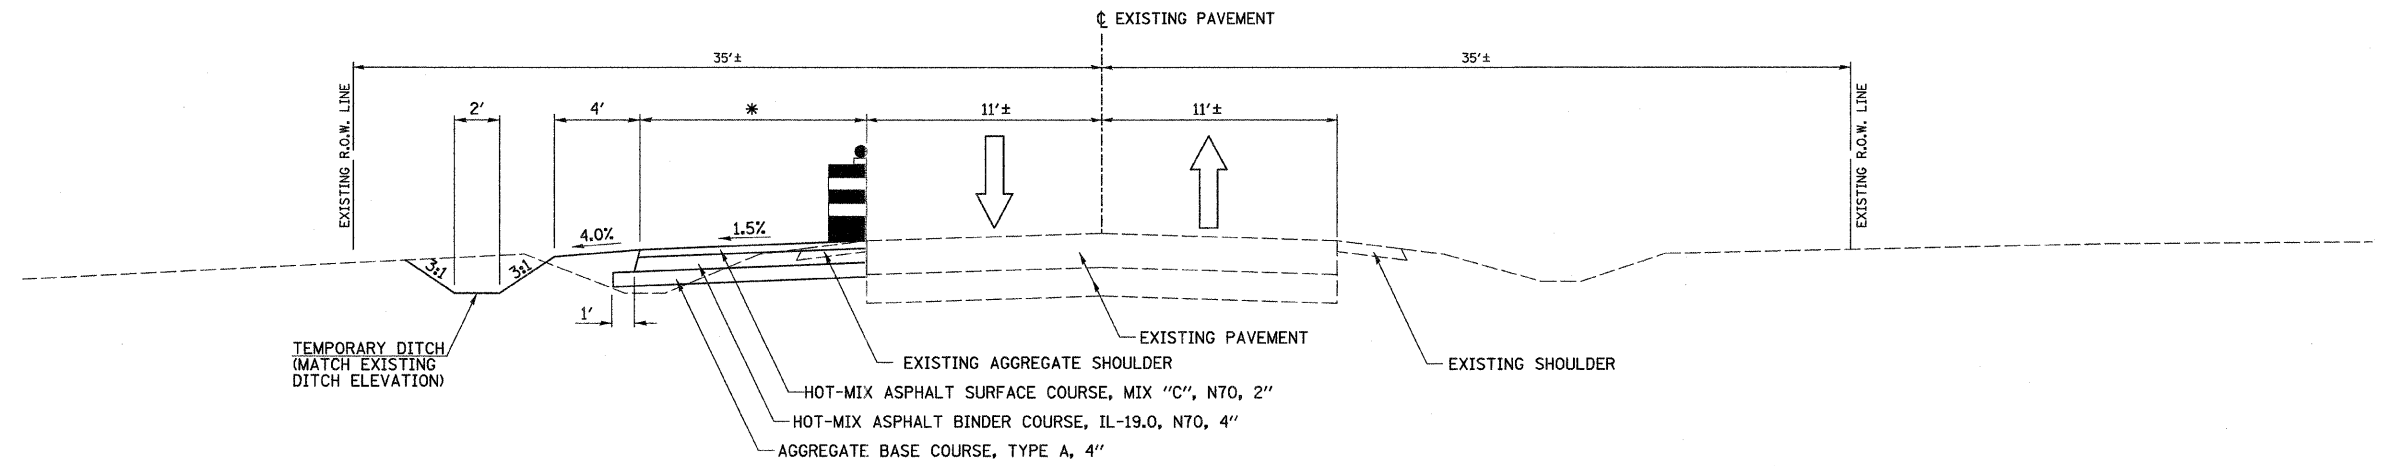 ℄ EXISTING PAVEMENT
35'± 35'±
EXISTING R.O.W. LINE
2' 4' * 11'± 11'±
EXISTING R.O.W. LINE
4.0% 1.5%
3:1 3:1
1'
TEMPORARY DITCH
(MATCH EXISTING
DITCH ELEVATION)
EXISTING PAVEMENT
EXISTING AGGREGATE SHOULDER
EXISTING SHOULDER
HOT-MIX ASPHALT SURFACE COURSE, MIX "C", N70, 2"
HOT-MIX ASPHALT BINDER COURSE, IL-19.0, N70, 4"
AGGREGATE BASE COURSE, TYPE A, 4"